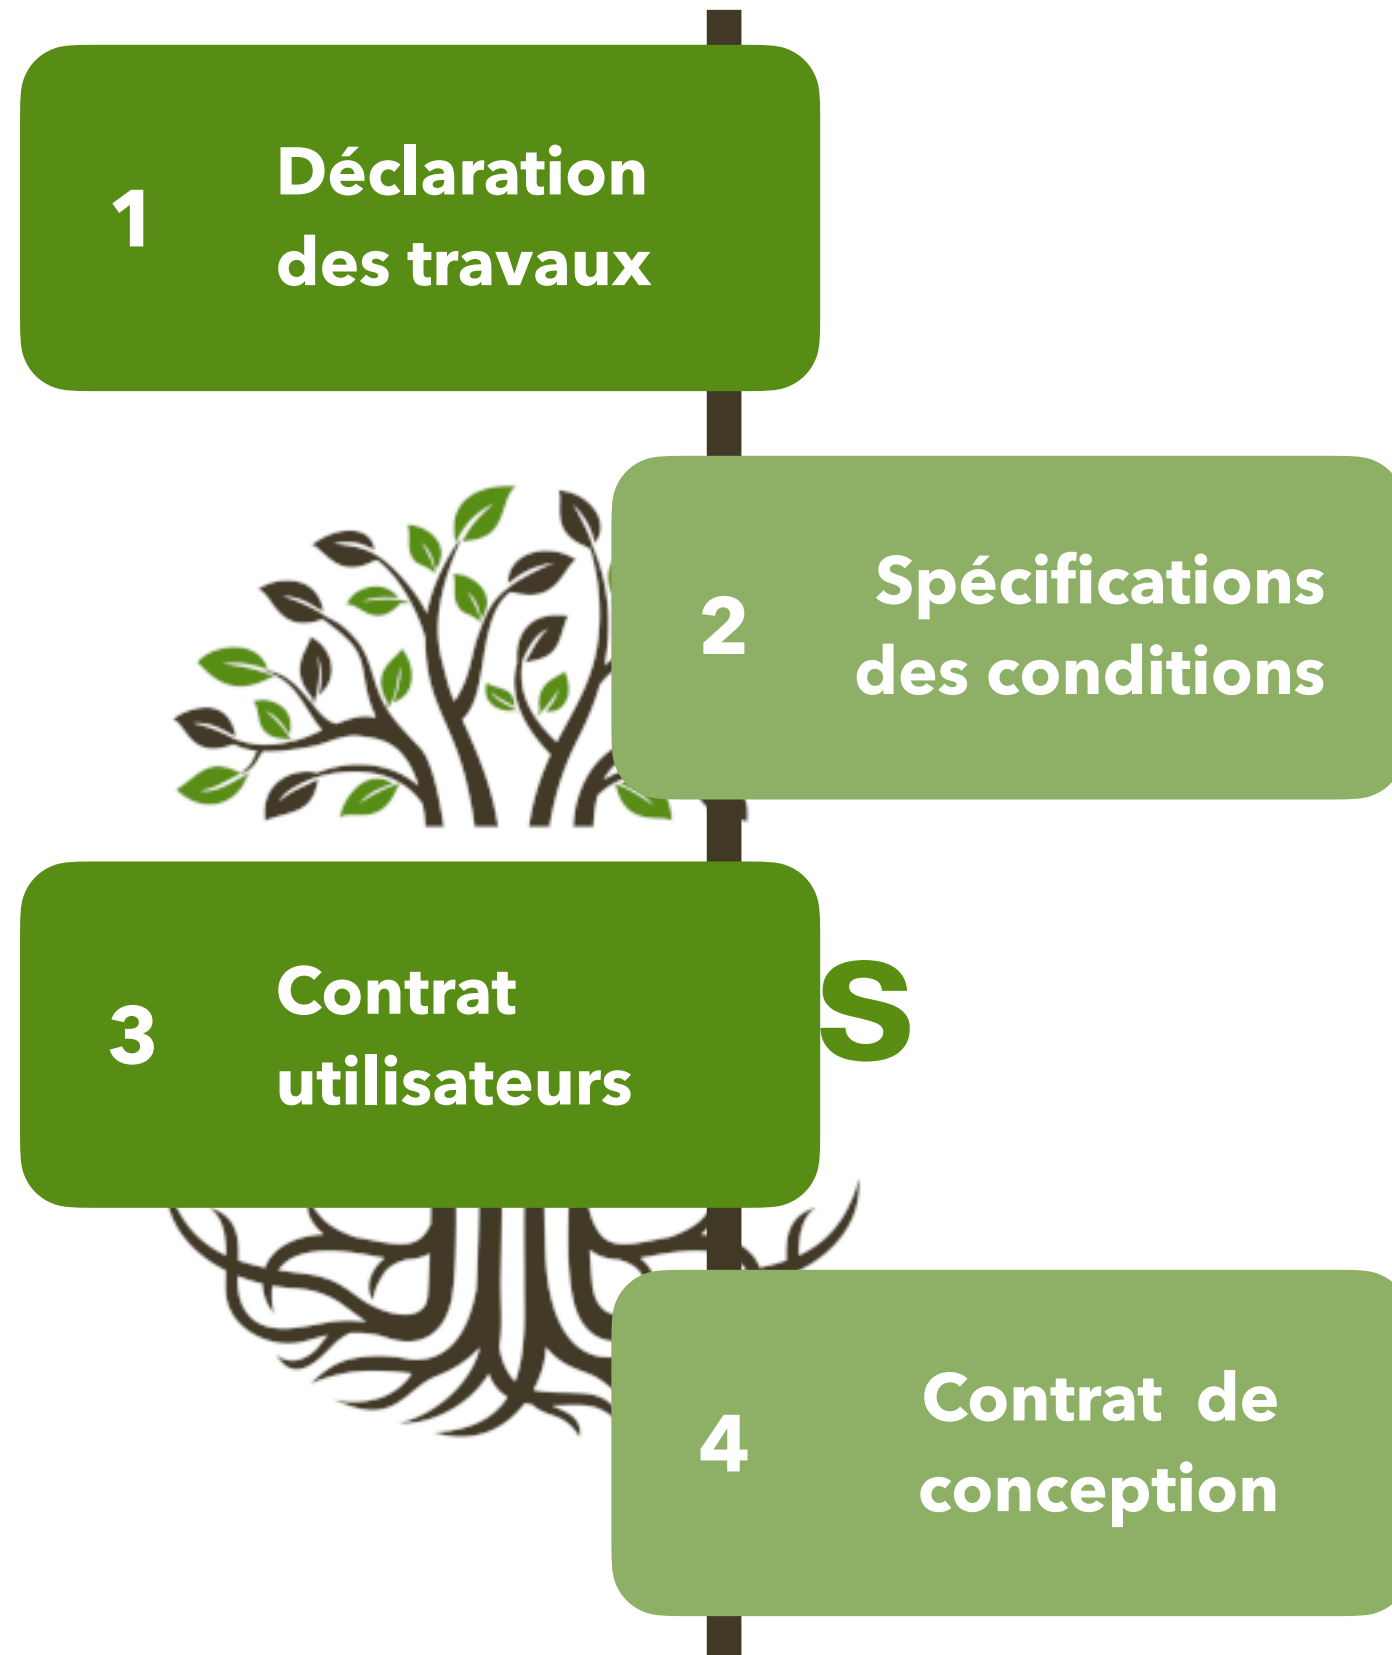 1
Déclaration
des travaux
2
Spécifications
des conditions
3
Contrat
utilisateurs
S
4
Contrat de
conception